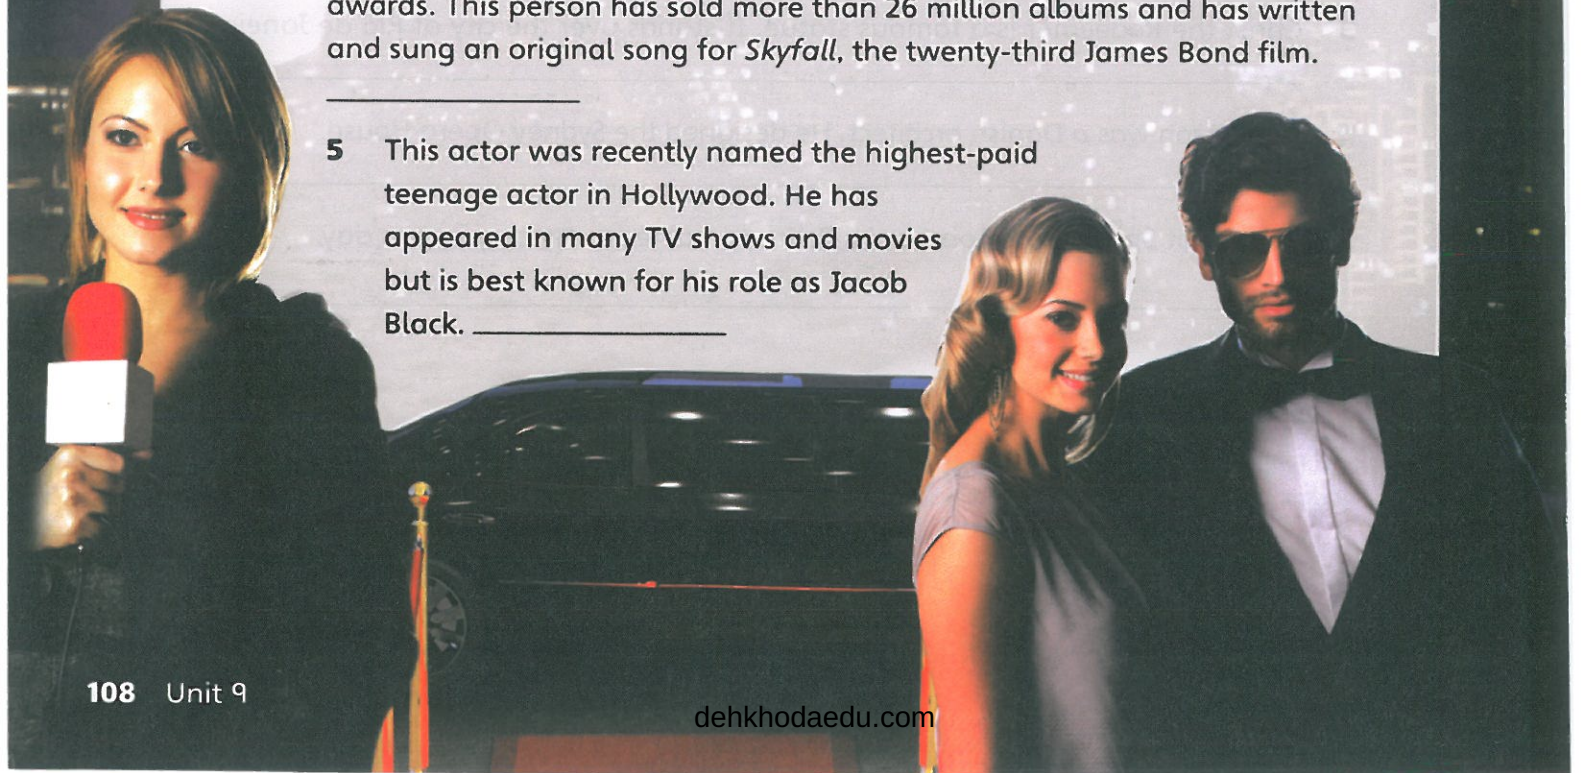 awards. This person has sold more than 26 million albums and has written
and sung an original song for Skyfall, the twenty-third James Bond film.
5 This actor was recently named the highest-paid
teenage actor in Hollywood. He has
appeared in many TV shows and movies
but is best known for his role as Jacob
Black.
108 Unit 9
dehkhodaedu.com